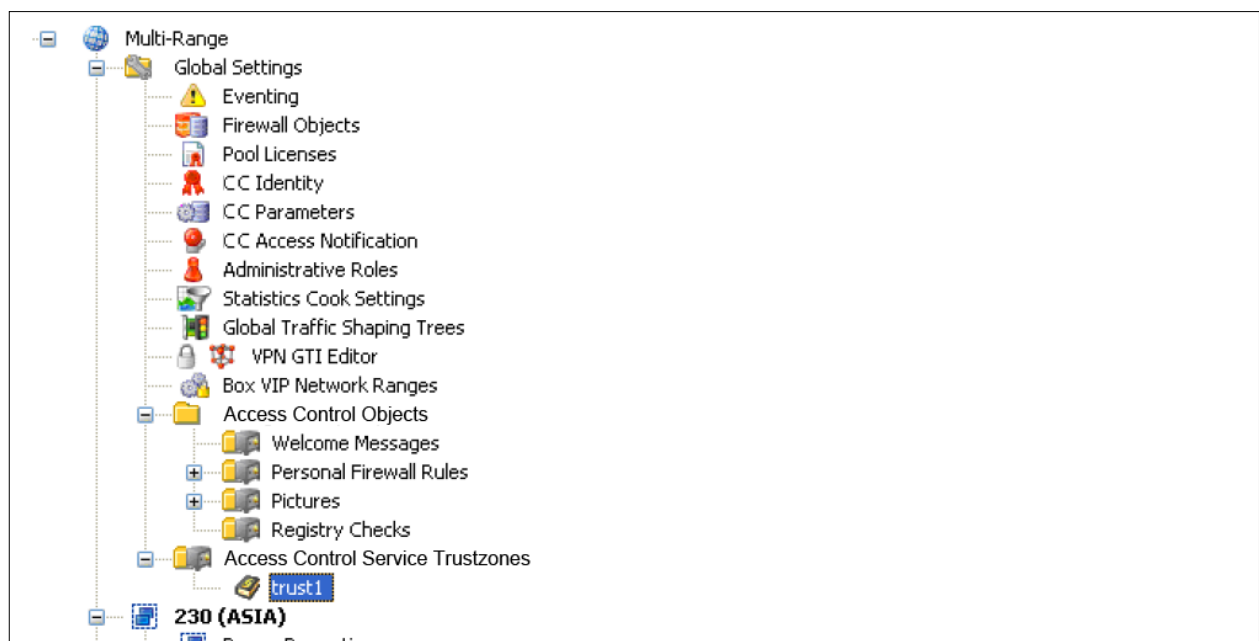 Multi-Range
Global Settings
Eventing
Firewall Objects
Pool Licenses
CC Identity
CC Parameters
CC Access Notification
Administrative Roles
Statistics Cook Settings
Global Traffic Shaping Trees
VPN GTI Editor
Box VIP Network Ranges
Access Control Objects
Welcome Messages
Personal Firewall Rules
Pictures
Registry Checks
Access Control Service Trustzones
trust1
230 (ASIA)